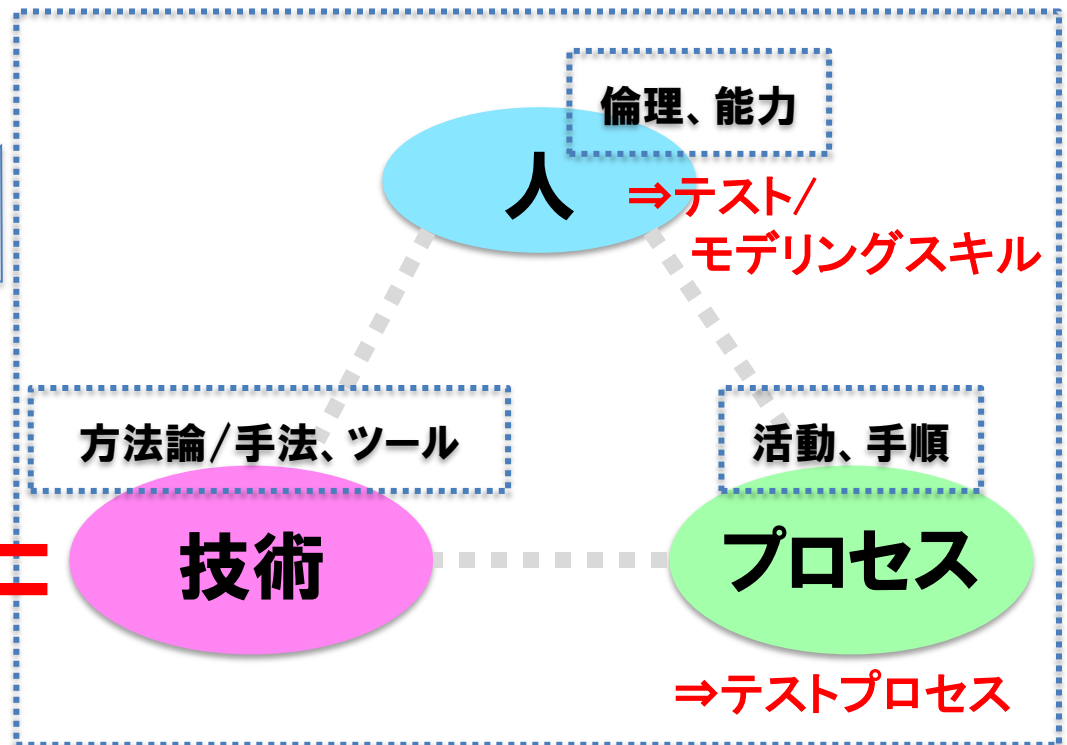 倫理、能力
人
⇒テスト/
モデリングスキル
方法論/手法、ツール
活動、手順
技術
プロセス
⇒テストプロセス